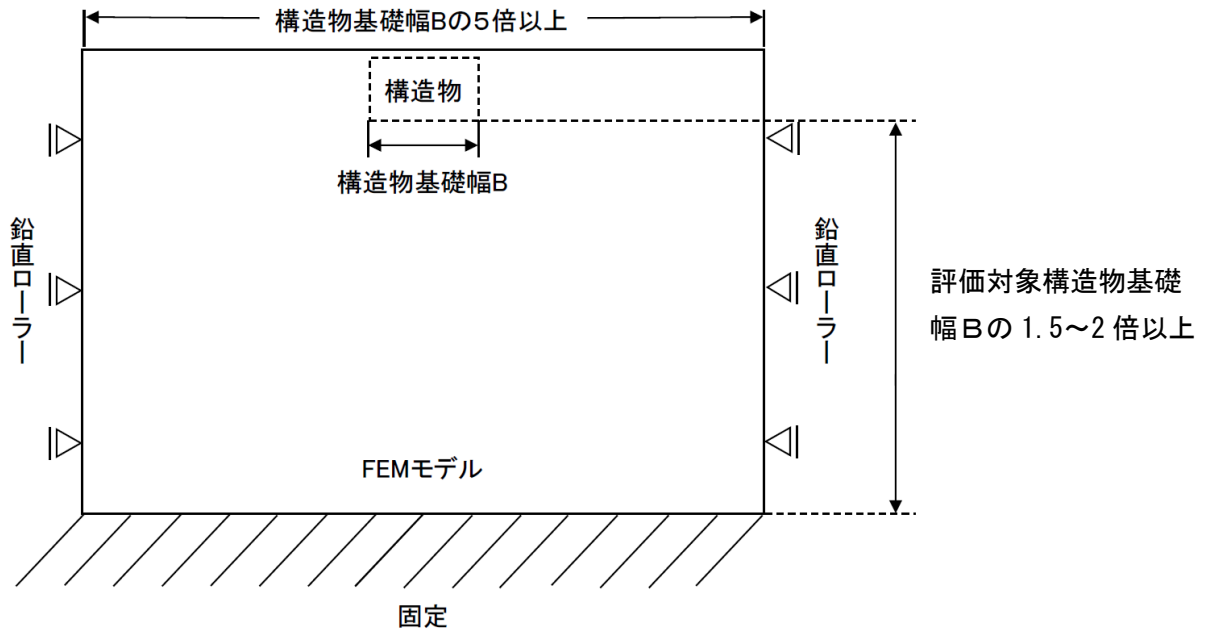 構造物基礎幅Bの5倍以上
構造物
構造物基礎幅B
鉛直ローラー
鉛直ローラー
評価対象構造物基礎
幅Bの 1.5～2 倍以上
FEMモデル
固定